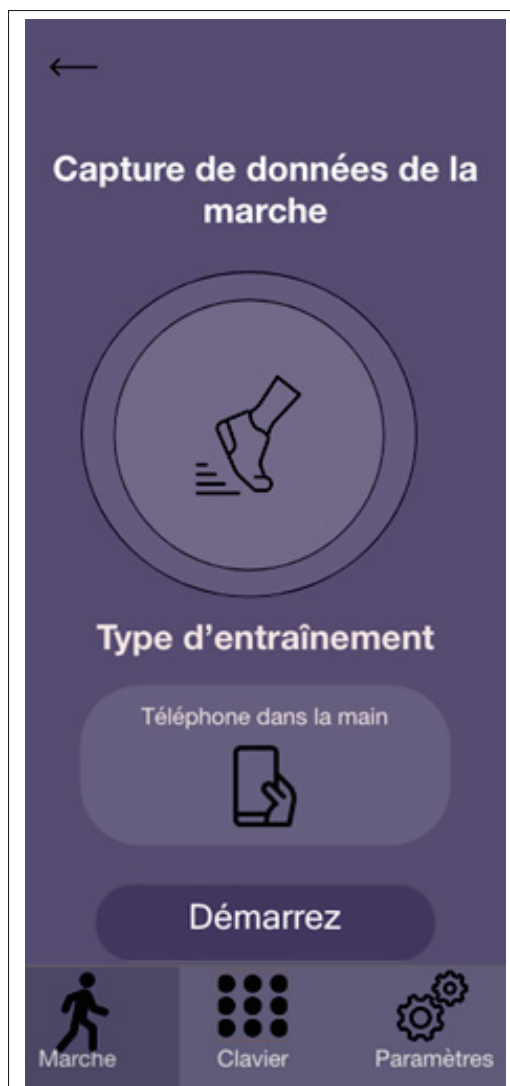 Capture de données de la
marche
Type d’entraînement
Téléphone dans la main
Démarrez
Marche
Clavier
Paramètres